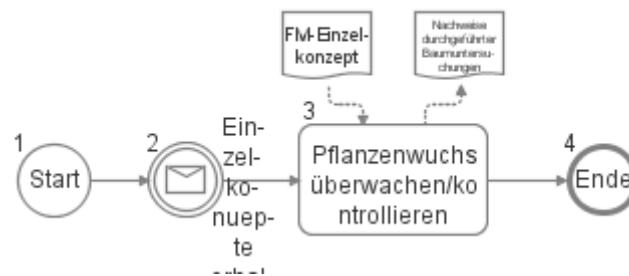 FM-Einzel-
konzept
Nachweise
durchgeführter
Baumuntersu-
chungen
1
Start
2
Ein-
zel-
ko-
nuep-
te
3
Pflanzenwuchs
überwachen/ko
ntrollieren
4
Ende